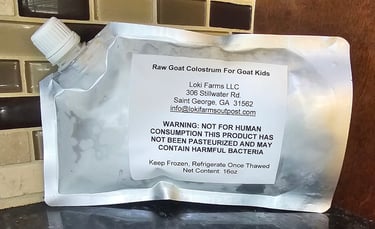 Raw Goat Colostrum For Goat Kids
Loki Farms LLC
306 Stillwater Rd.
Saint George, GA 31562
info@lokifarmsoutpost.com
WARNING: NOT FOR HUMAN
CONSUMPTION THIS PRODUCT HAS
NOT BEEN PASTEURIZED AND MAY
CONTAIN HARMFUL BACTERIA
Keep Frozen, Refrigerate Once Thawed
Net Content: 16oz